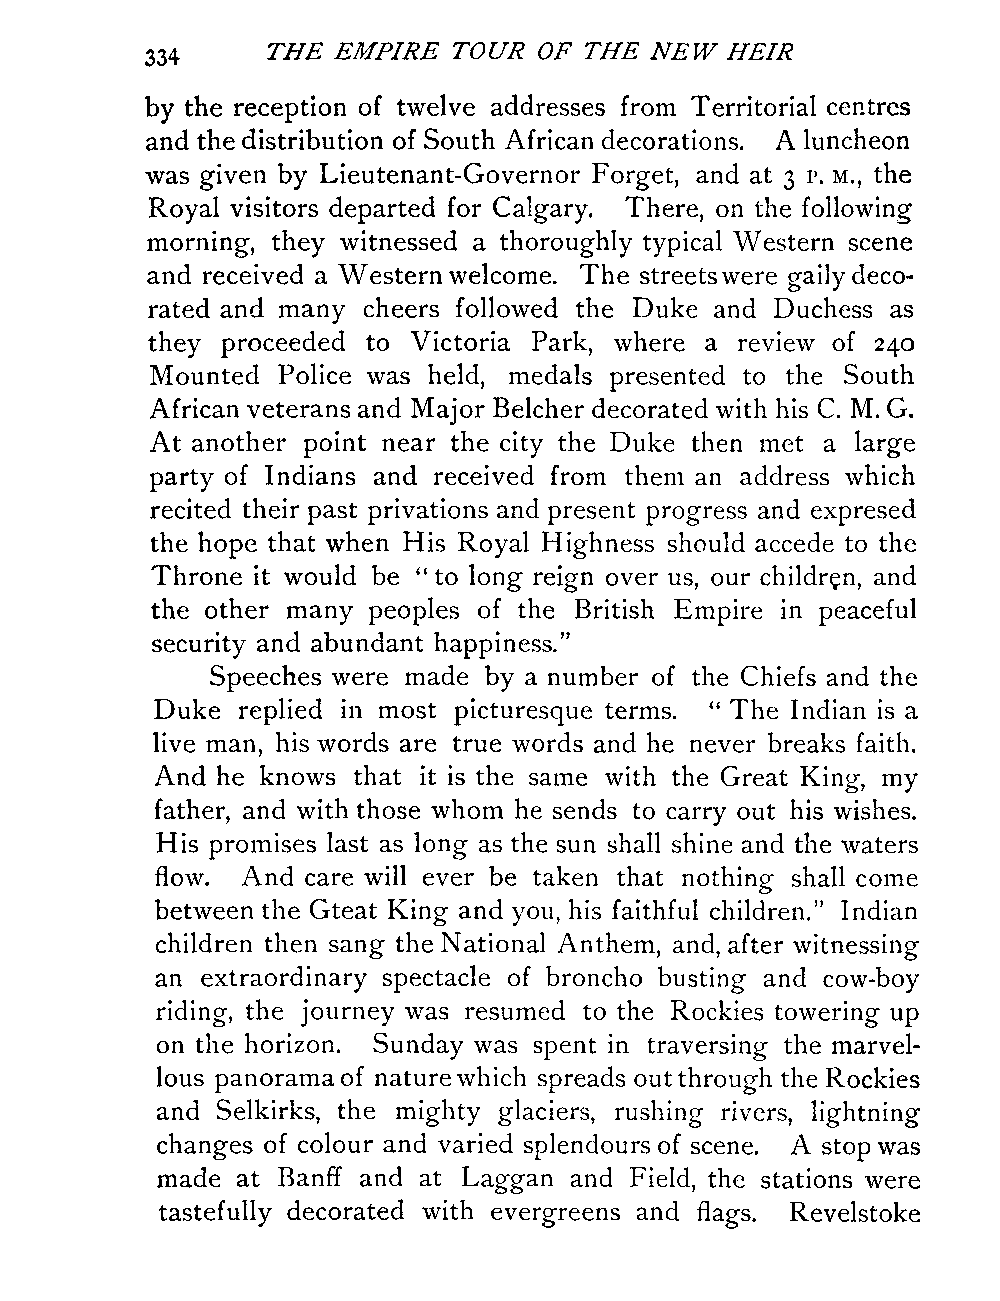 334 THE EMPIRE TOUR OF THE NEW HEIR
by the reception of twelve addresses from Territorial centres
and the distribution of South African decorations. A luncheon
was given by Lieutenant-Governor Forget, and at 3 P. M., the
Royal visitors departed for Calgary. There, on the following
morning, they witnessed a thoroughly typical Western scene
and received a Western welcome. The streets were gaily deco-
rated and many cheers followed the Duke and Duchess as
they proceeded to Victoria Park, where a review of 240
Mounted Police was held, medals presented to the South
African veterans and Major Belcher decorated with his C. M. G.
At another point near the city the Duke then met a large
party of Indians and received from them an address which
recited their past privations and present progress and expresed
the hope that when His Royal Highness should accede to the
Throne it would be “to long reign over us, our children, and
the other many peoples of the British Empire in peaceful
security and abundant happiness.”
Speeches were made by a number of the Chiefs and the
Duke replied in most picturesque terms. “The Indian is a
live man, his words are true words and he never breaks faith.
And he knows that it is the same with the Great King, my
father, and with those whom he sends to carry out his wishes.
His promises last as long as the sun shall shine and the waters
flow. And care will ever be taken that nothing shall come
between the Gteat King and you, his faithful children.” Indian
children then sang the National Anthem, and, after witnessing
an extraordinary spectacle of broncho busting and cow-boy
riding, the journey was resumed to the Rockies towering up
on the horizon. Sunday was spent in traversing the marvel-
lous panorama of nature which spreads out through the Rockies
and Selkirks, the mighty glaciers, rushing rivers, lightning
changes of colour and varied splendours of scene. A stop was
made at Banff and at Laggan and Field, the stations were
tastefully decorated with evergreens and flags. Revelstoke